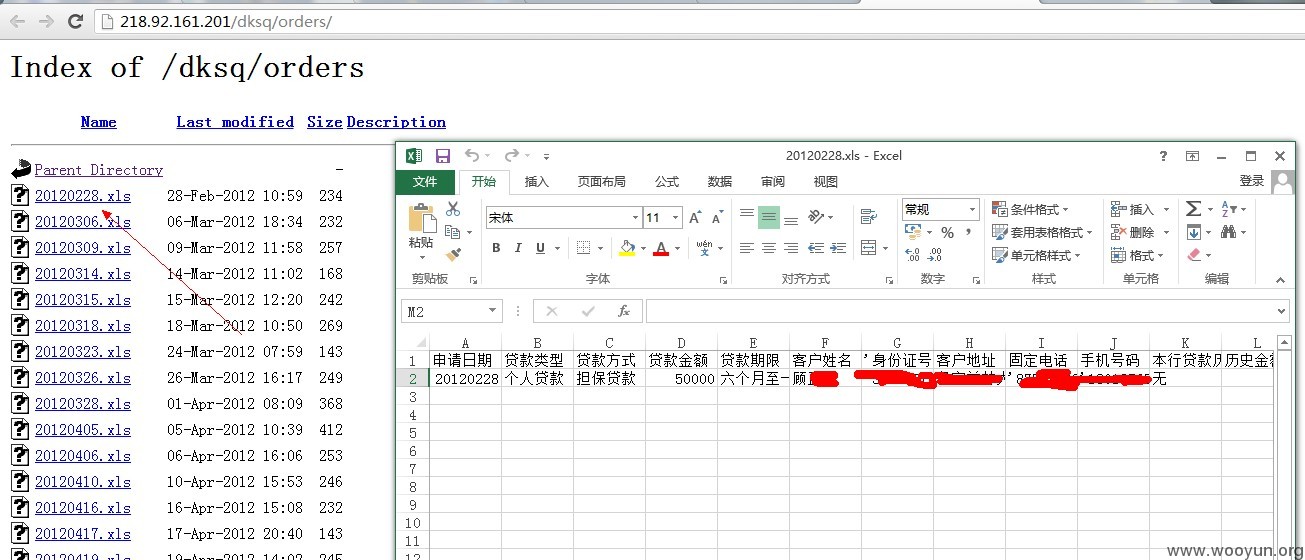 218.92.161.201/dksq/orders/
Index of /dksq/orders
Name Last modified Size Description
Parent Directory -
20120228.xls 28-Feb-2012 10:59 234
20120306.xls 06-Mar-2012 18:34 232
20120309.xls 09-Mar-2012 11:58 257
20120314.xls 14-Mar-2012 11:02 168
20120315.xls 15-Mar-2012 12:20 242
20120318.xls 18-Mar-2012 10:50 269
20120323.xls 24-Mar-2012 07:59 143
20120326.xls 26-Mar-2012 16:17 249
20120328.xls 01-Apr-2012 08:09 368
20120405.xls 05-Apr-2012 10:39 412
20120406.xls 06-Apr-2012 16:06 253
20120410.xls 10-Apr-2012 15:53 246
20120416.xls 16-Apr-2012 15:08 232
20120417.xls 17-Apr-2012 20:40 143
20120419.xls 19-Apr-2012 14:02 245
20120228.xls - Excel
文件 开始 插入 页面布局 公式 数据 审阅 视图 登录
粘贴 宋体 11 A A 常规 条件格式 插入 Σ
B I U A wén % , 套用表格格式 删除
单元格样式 格式
剪贴板 字体 对齐方式 数字 样式 单元格 编辑
M2 fx
A B C D E F G H I J K L
1 申请日期 贷款类型 贷款方式 贷款金额 贷款期限 客户姓名 '身份证号 客户地址 固定电话 手机号码 本行贷款历史金额
2 20120228 个人贷款 担保贷款 50000 六个月至一 顾 无
3
4
5
6
7
8
9
10
11
12
www.wooyun.org